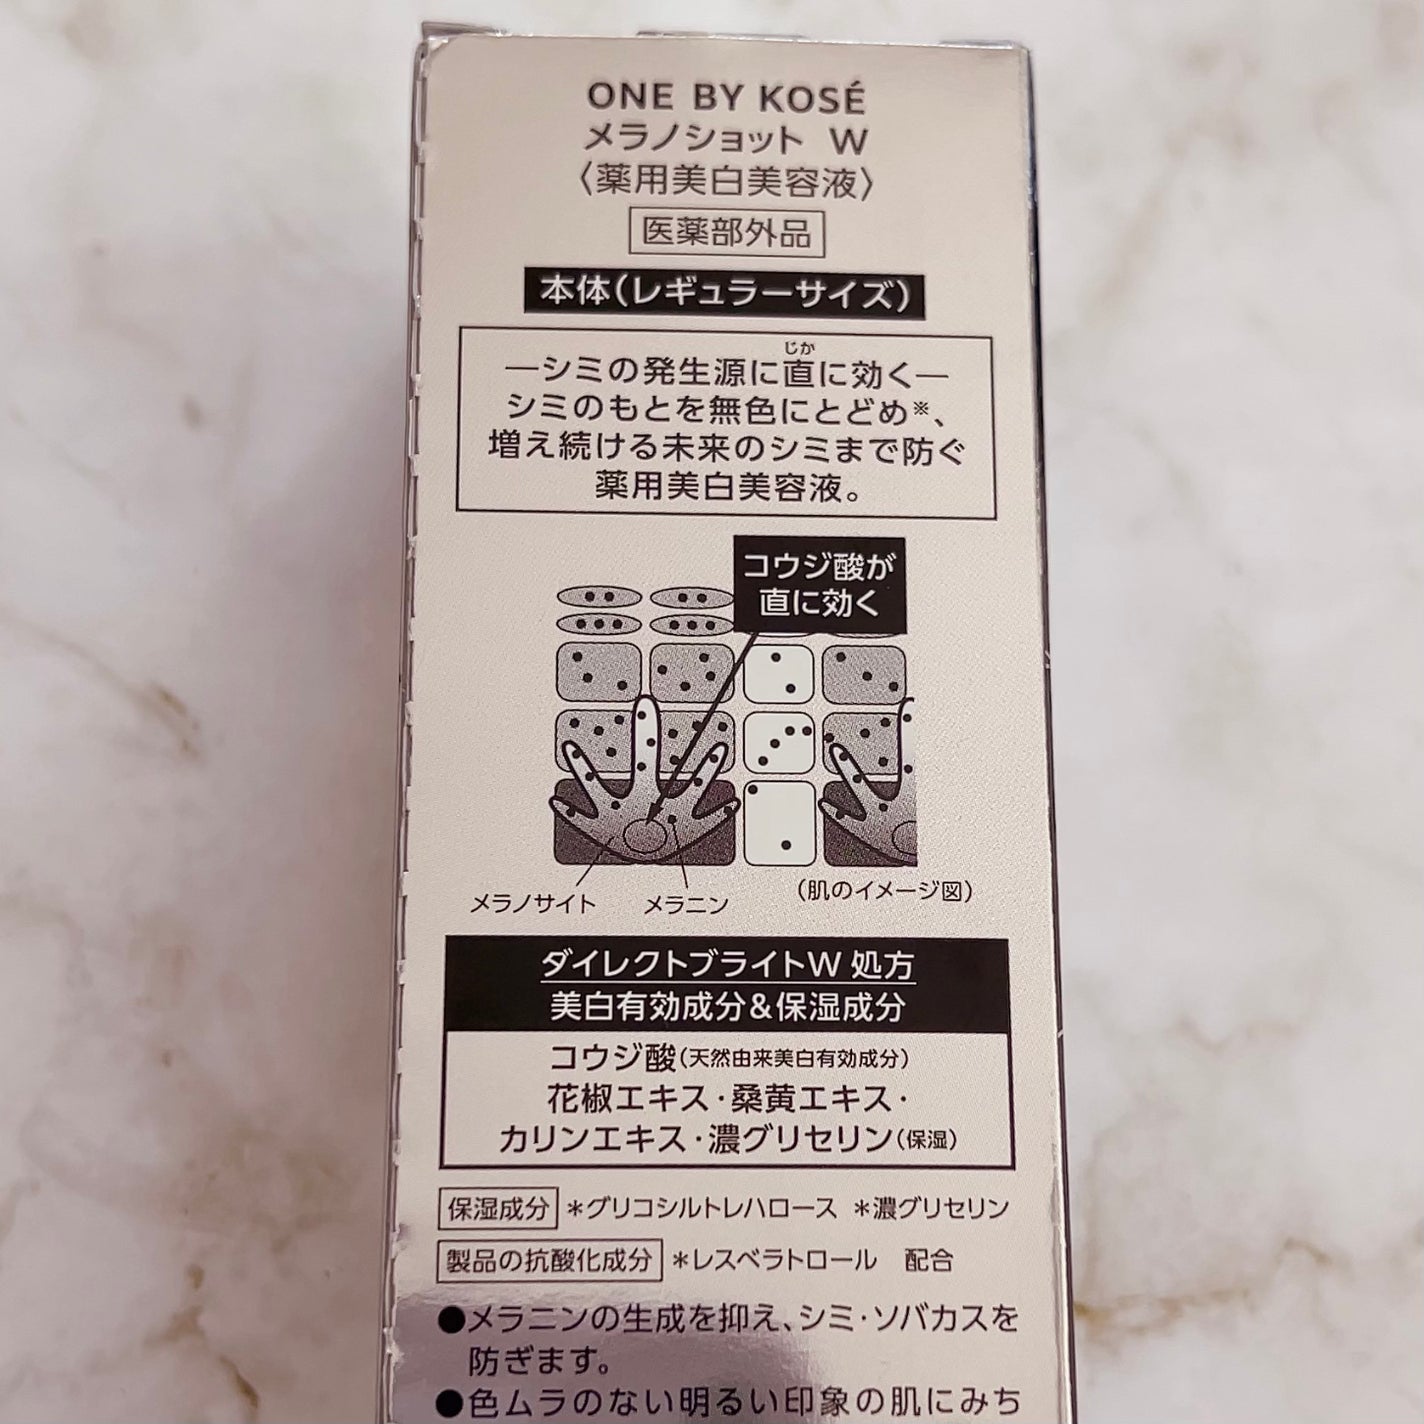 ONE BY KOSÉ
メラノショット W
〈薬用美白美容液〉
医薬部外品
本体(レギュラーサイズ)
じか
―シミの発生源に直に効く―
シミのもとを無色にとどめ※、
増え続ける未来のシミまで防ぐ
薬用美白美容液。
コウジ酸が
直に効く
メラノサイト メラニン
(肌のイメージ図)
ダイレクトブライトW 処方
美白有効成分&保湿成分
コウジ酸(天然由来美白有効成分)
花椒エキス・桑黄エキス・
カリンエキス・濃グリセリン(保湿)
保湿成分 *グリコシルトレハロース *濃グリセリン
製品の抗酸化成分 *レスベラトロール 配合
●メラニンの生成を抑え、シミ・ソバカスを
防ぎます。
●色ムラのない明るい印象の肌にみち